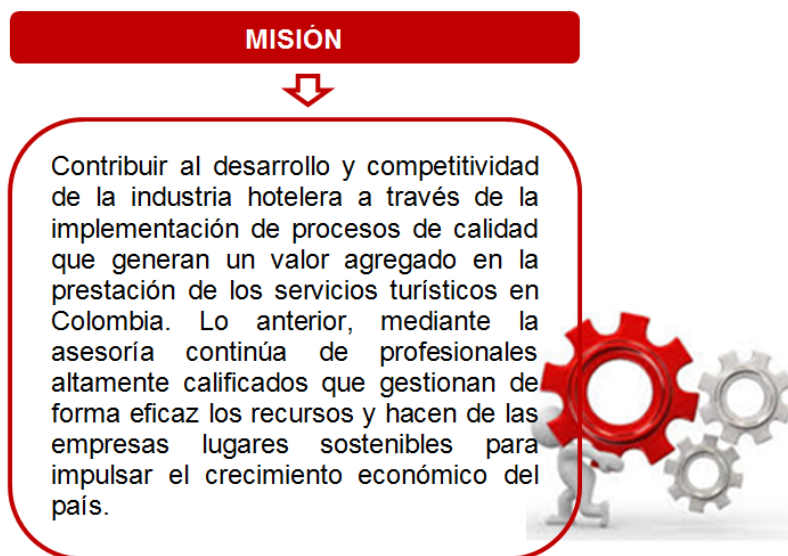 MISIÓN
Contribuir al desarrollo y competitividad
de la industria hotelera a través de la
implementación de procesos de calidad
que generan un valor agregado en la
prestación de los servicios turísticos en
Colombia. Lo anterior, mediante la
asesoría continúa de profesionales
altamente calificados que gestionan de
forma eficaz los recursos y hacen de las
empresas lugares sostenibles para
impulsar el crecimiento económico del
país.